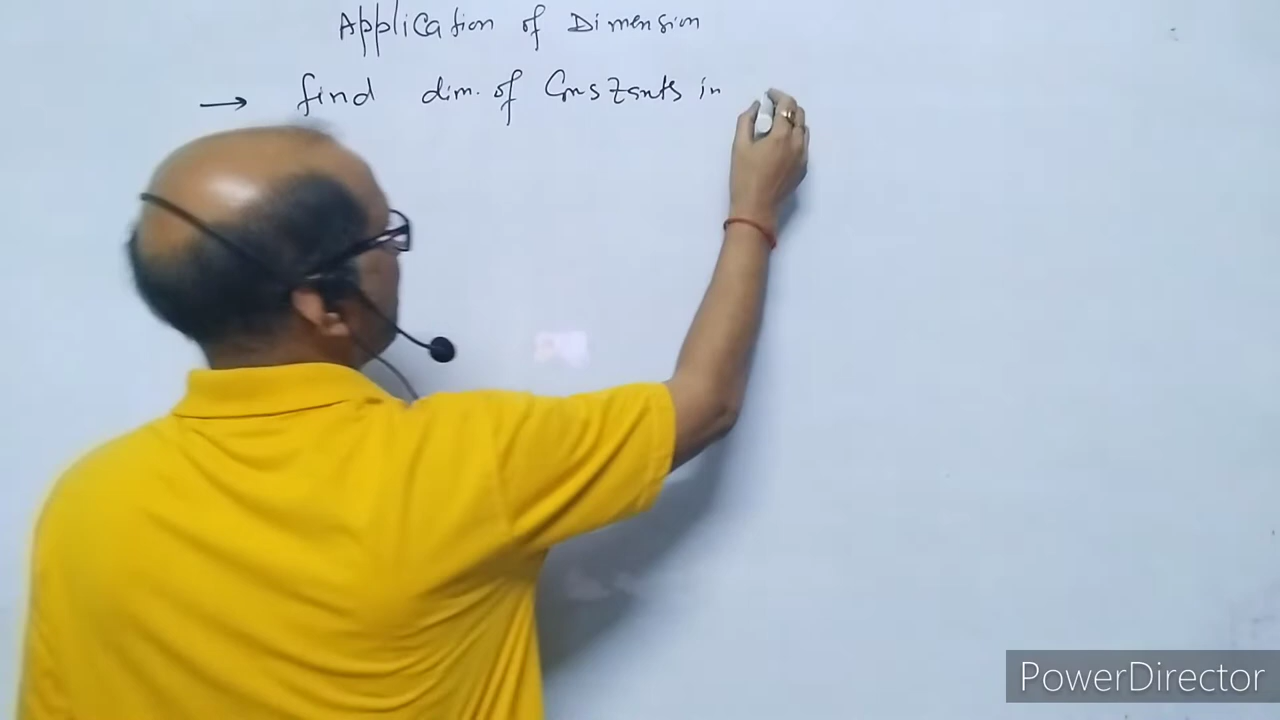 Application of Dimension
→ find dim. of Constants in
PowerDirector